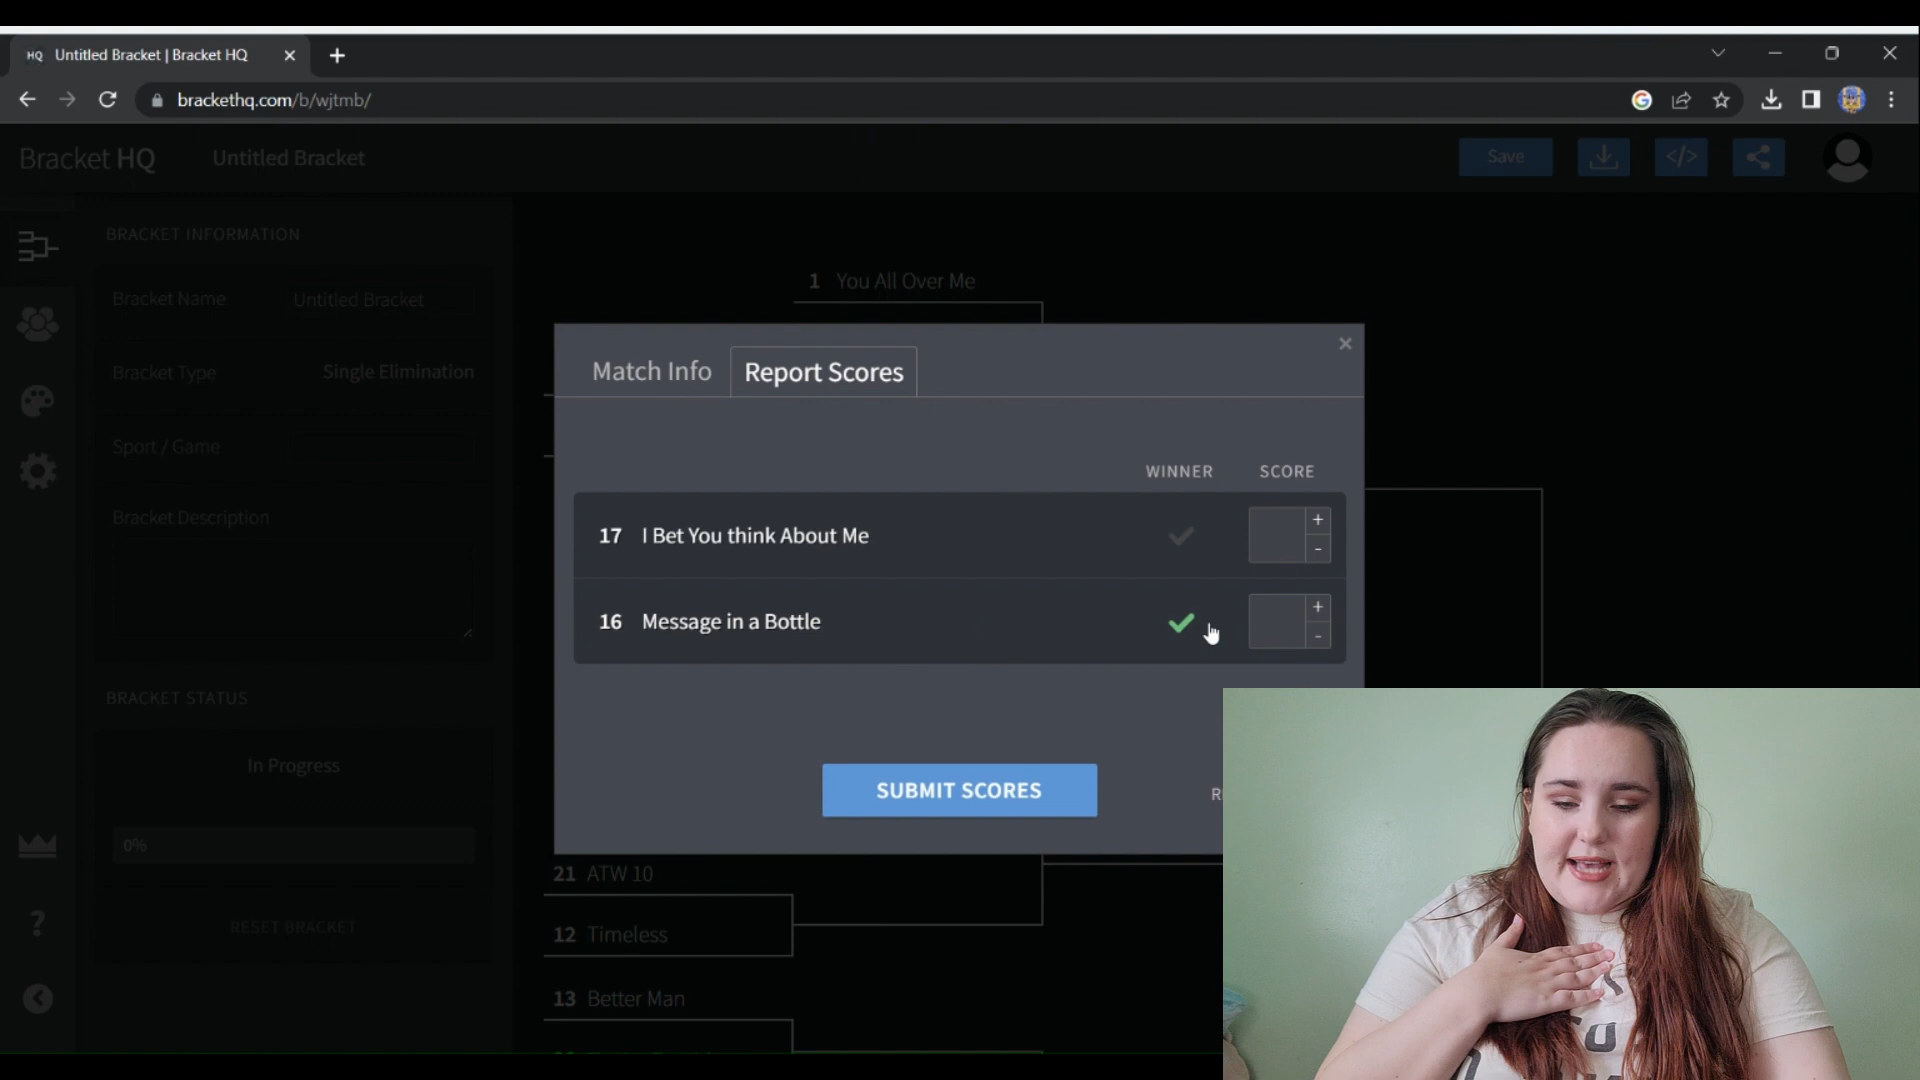 HQ Untitled Bracket | Bracket HQ
brackethq.com/b/wjtmb/
Bracket HQ
Untitled Bracket
Save
</>
BRACKET INFORMATION
Bracket Name
Untitled Bracket
Bracket Type
Single Elimination
Sport / Game
Bracket Description
BRACKET STATUS
In Progress
0%
RESET BRACKET
?
1 You All Over Me
Match Info
Report Scores
WINNER
SCORE
17 I Bet You think About Me
+
-
16 Message in a Bottle
+
-
SUBMIT SCORES
21 ATW 10
12 Timeless
13 Better Man